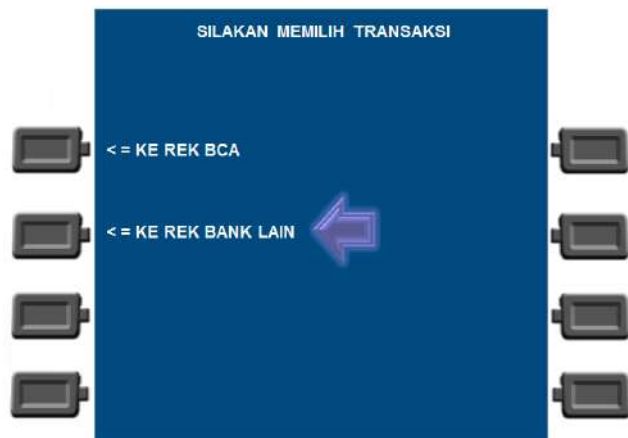 SILAKAN MEMILIH TRANSAKSI
< = KE REK BCA
< = KE REK BANK LAIN